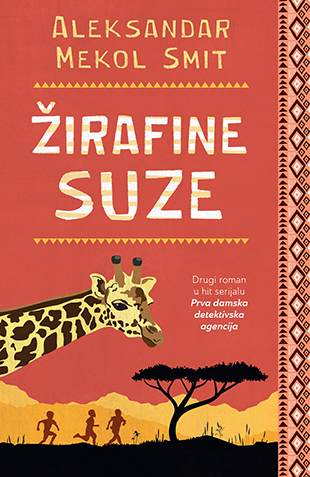 ALEKSANDAR
MEKOL SMIT
ŽIRAFINE
SUZE
Drugi roman
u hit serijalu
Prva damska
detektivska
agencija